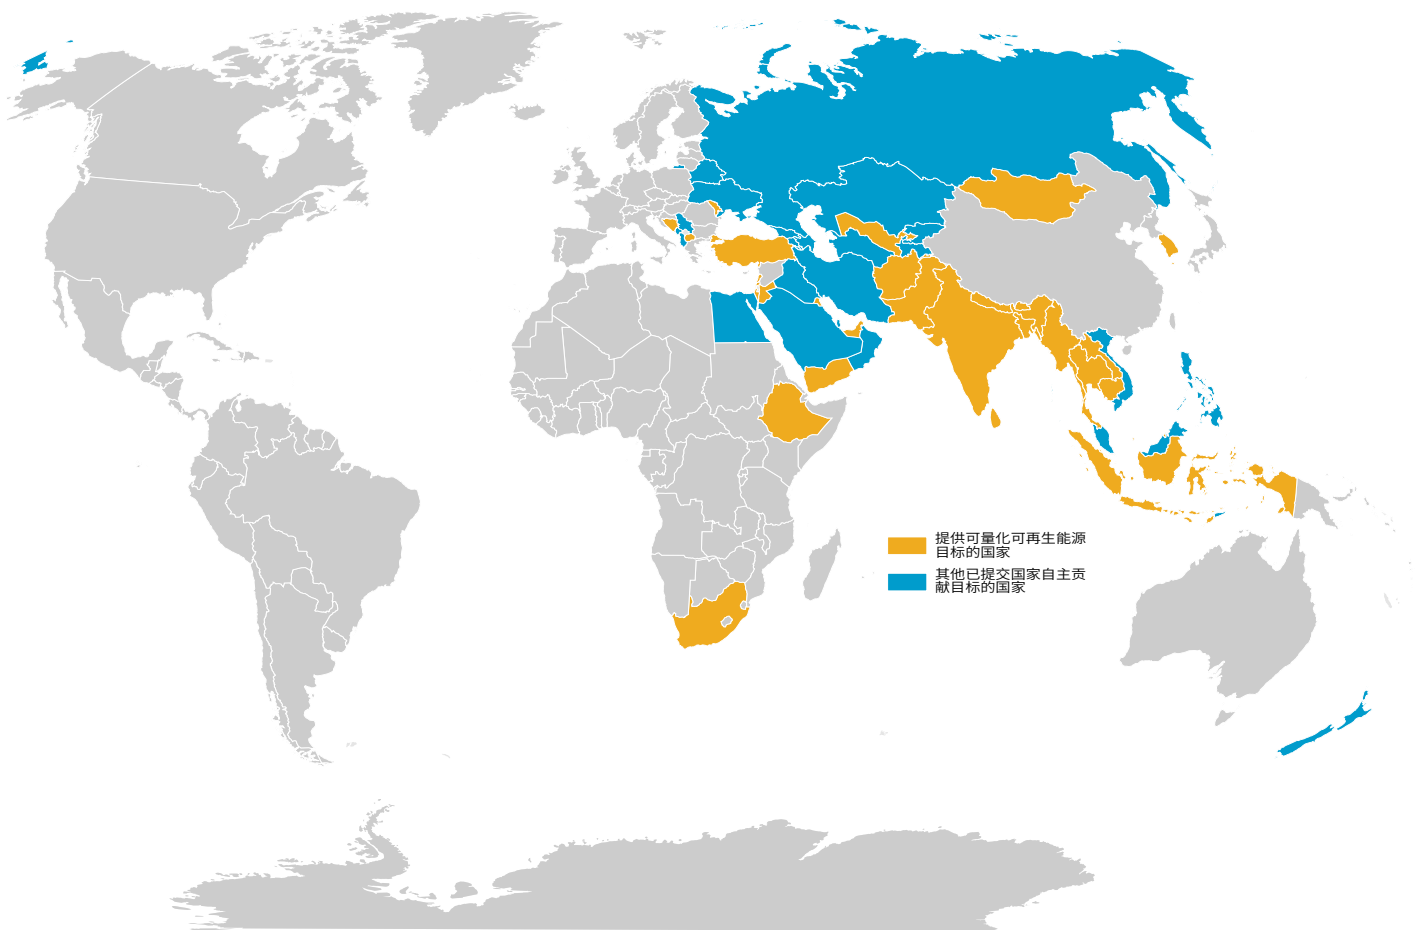 提供可量化可再生能源
目标的国家
其他已提交国家自主贡
献目标的国家